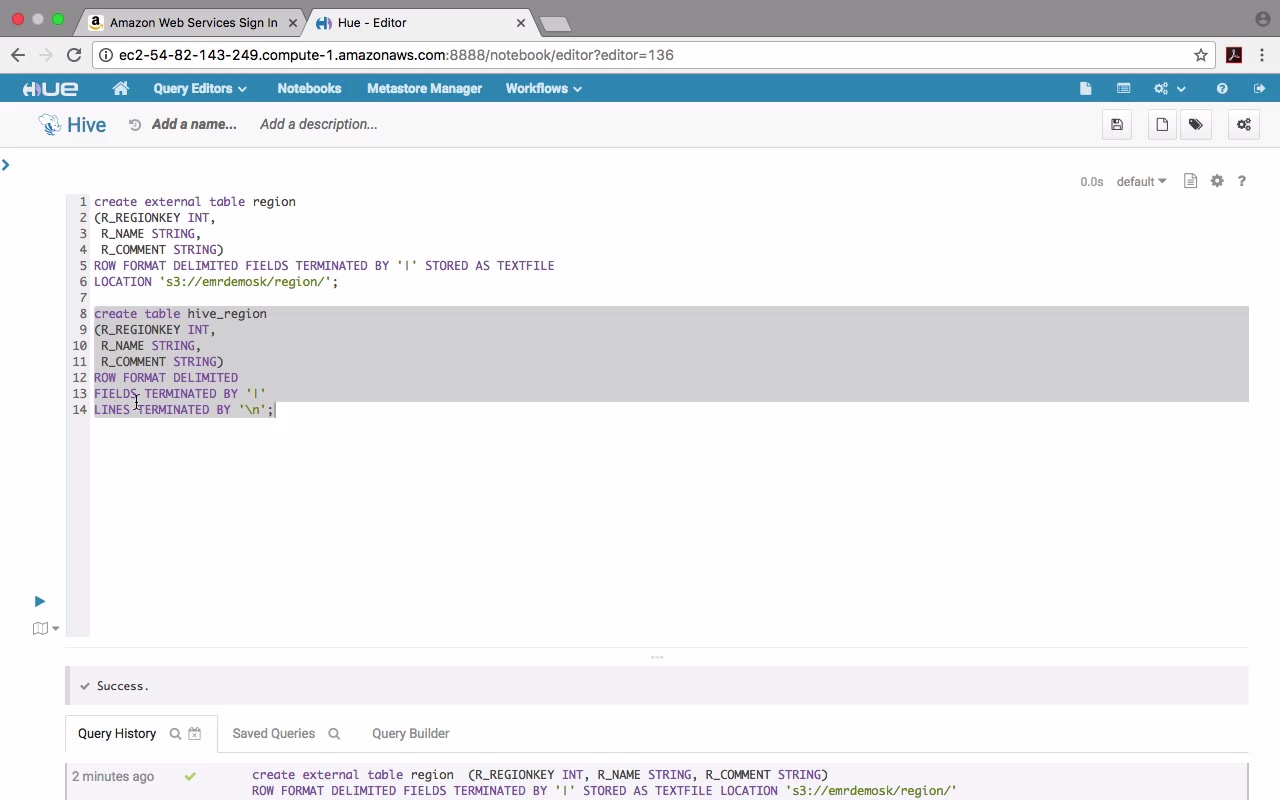 Amazon Web Services Sign In
Hue - Editor
ec2-54-82-143-249.compute-1.amazonaws.com:8888/notebook/editor?editor=136
HUE Query Editors Notebooks Metastore Manager Workflows ?
Hive Add a name... Add a description...
0.0s default ?
1 create external table region
2 (R_REGIONKEY INT,
3 R_NAME STRING,
4 R_COMMENT STRING)
5 ROW FORMAT DELIMITED FIELDS TERMINATED BY '|' STORED AS TEXTFILE
6 LOCATION 's3://emrdemosk/region/';
7
8 create table hive_region
9 (R_REGIONKEY INT,
10 R_NAME STRING,
11 R_COMMENT STRING)
12 ROW FORMAT DELIMITED
13 FIELDS TERMINATED BY '|'
14 LINES TERMINATED BY '\n';
Success.
Query History Saved Queries Query Builder
2 minutes ago create external table region (R_REGIONKEY INT, R_NAME STRING, R_COMMENT STRING)
ROW FORMAT DELIMITED FIELDS TERMINATED BY '|' STORED AS TEXTFILE LOCATION 's3://emrdemosk/region/'